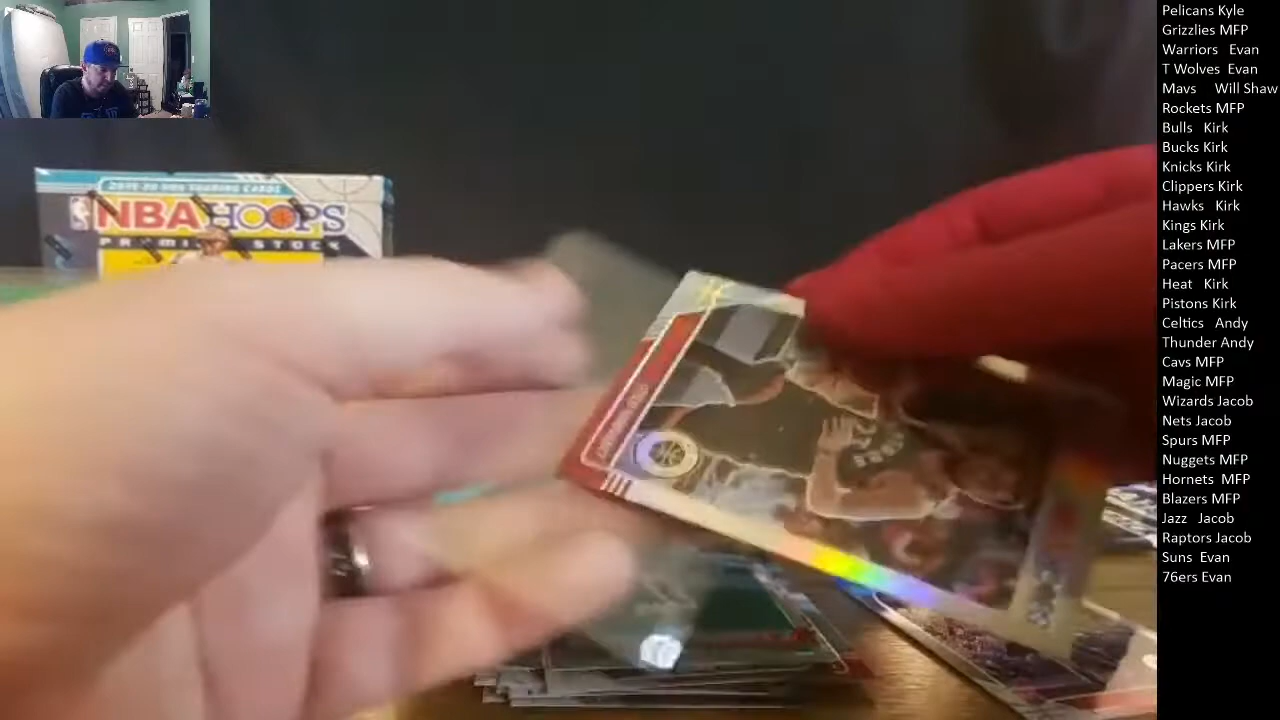 2019-20 NBA TRADING CARDS
NBA HOOPS
PREMIUM STOCK
Pelicans Kyle
Grizzlies MFP
Warriors Evan
T Wolves Evan
Mavs Will Shaw
Rockets MFP
Bulls Kirk
Bucks Kirk
Knicks Kirk
Clippers Kirk
Hawks Kirk
Kings Kirk
Lakers MFP
Pacers MFP
Heat Kirk
Pistons Kirk
Celtics Andy
Thunder Andy
Cavs MFP
Magic MFP
Wizards Jacob
Nets Jacob
Spurs MFP
Nuggets MFP
Hornets MFP
Blazers MFP
Jazz Jacob
Raptors Jacob
Suns Evan
76ers Evan